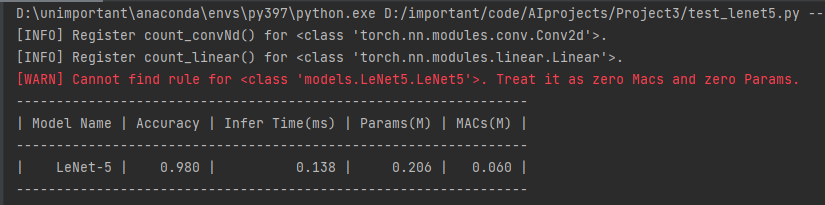 D:\unimportant\anaconda\envs\py397\python.exe D:/important/code/AIprojects/Project3/test_lenet5.py --
[INFO] Register count_convNd() for <class 'torch.nn.modules.conv.Conv2d'>.
[INFO] Register count_linear() for <class 'torch.nn.modules.linear.Linear'>.
[WARN] Cannot find rule for <class 'models.LeNet5.LeNet5'>. Treat it as zero Macs and zero Params.
----------------------------------------------------------------
| Model Name | Accuracy | Infer Time(ms) | Params(M) | MACs(M) |
----------------------------------------------------------------
|    LeNet-5 |    0.980 |          0.138 |     0.206 |   0.060 |
----------------------------------------------------------------